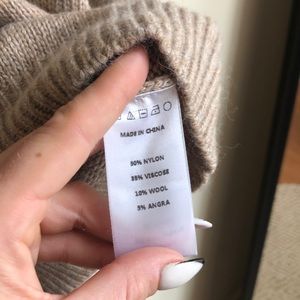 MADE IN CHINA
50% NYLON
35% VISCOSE
10% WOOL
5% ANGRA